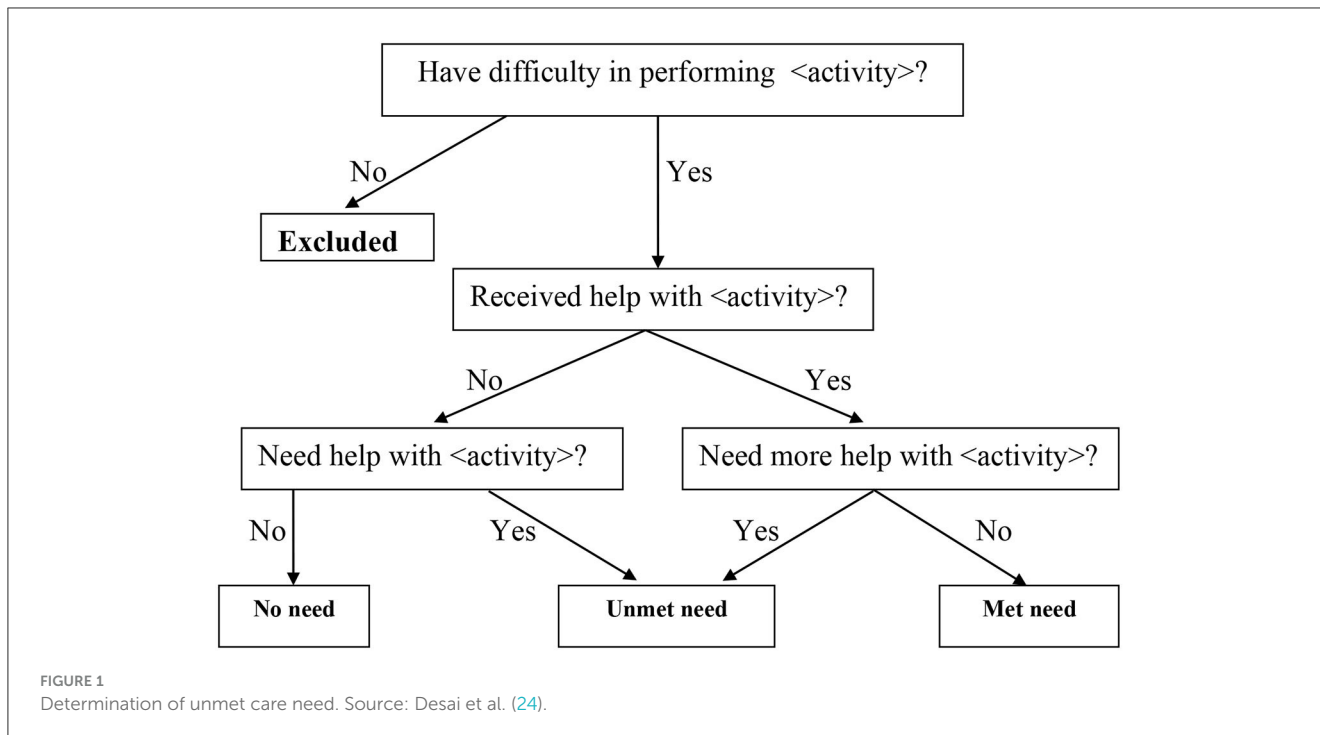 Have difficulty in performing <activity>?
No
Yes
Excluded
Received help with <activity>?
No
Yes
Need help with <activity>?
Need more help with <activity>?
No
Yes
Yes
No
No need
Unmet need
Met need
FIGURE 1
Determination of unmet care need. Source: Desai et al. (24).